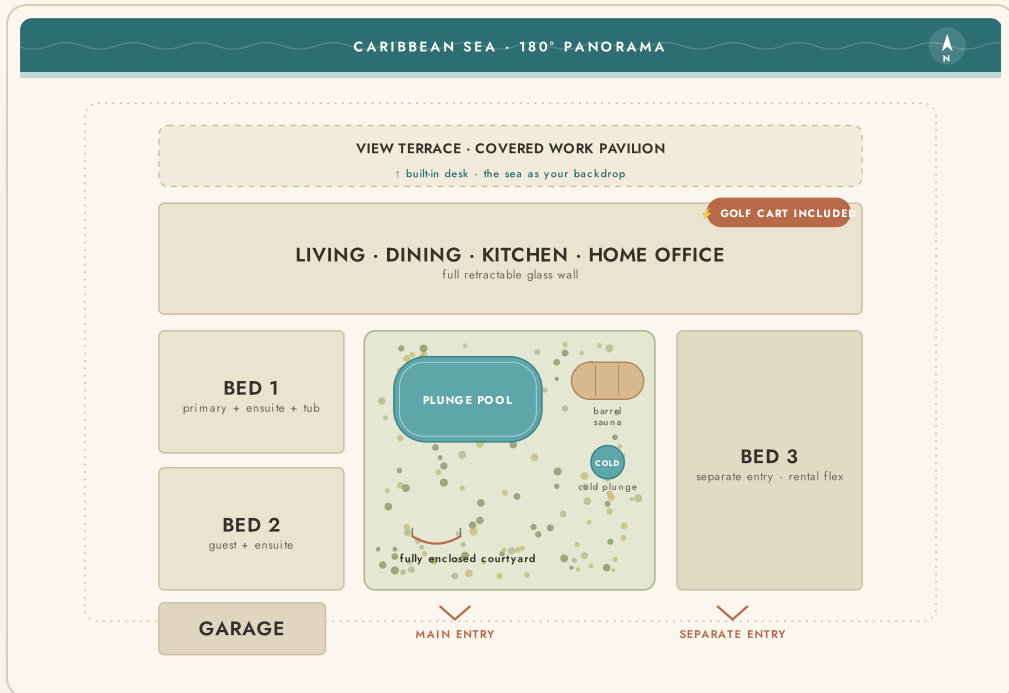 CARIBBEAN SEA · 180° PANORAMA
N
VIEW TERRACE · COVERED WORK PAVILION
↑ built-in desk · the sea as your backdrop
⚡ GOLF CART INCLUDED
LIVING · DINING · KITCHEN · HOME OFFICE
full retractable glass wall
BED 1
primary + ensuite + tub
PLUNGE POOL
barrel
sauna
COLD
cold plunge
BED 3
separate entry · rental flex
BED 2
guest + ensuite
fully enclosed courtyard
GARAGE
MAIN ENTRY
SEPARATE ENTRY